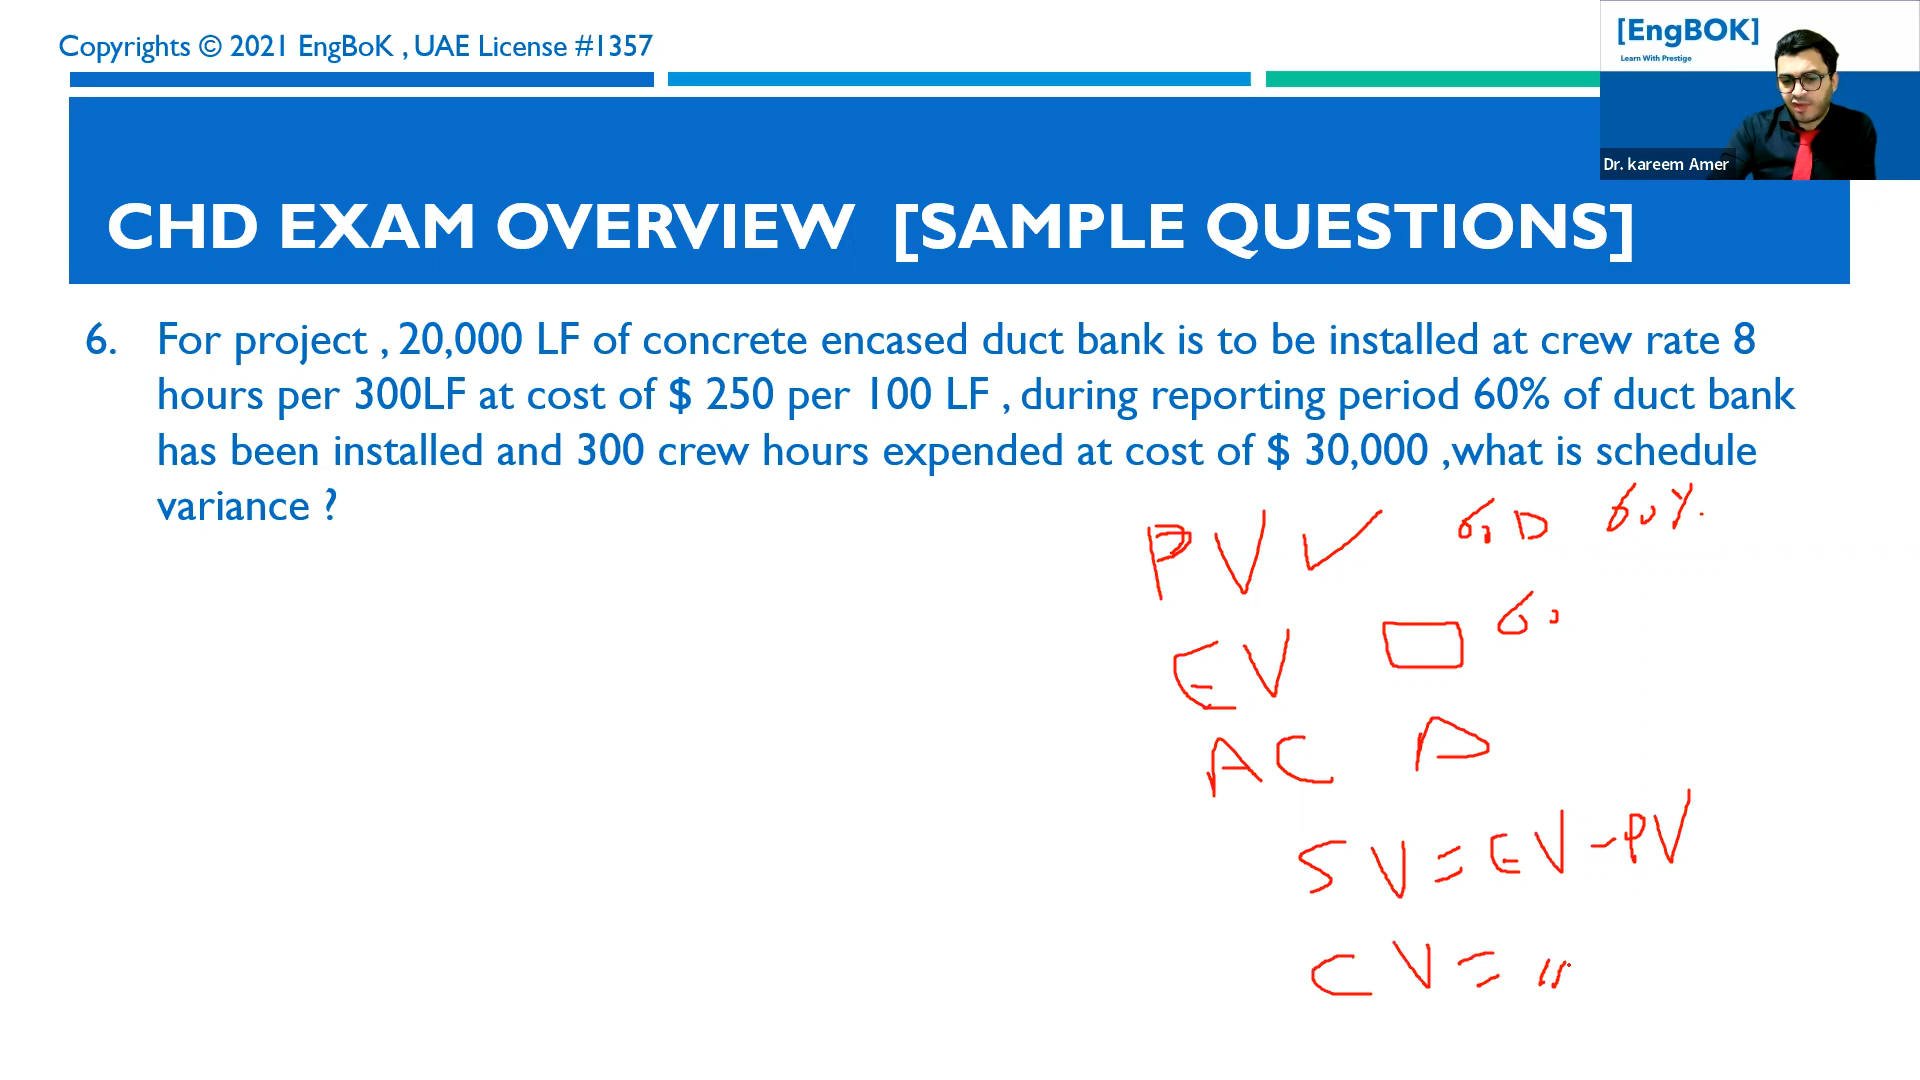 Copyrights © 2021 EngBoK , UAE License #1357
[EngBOK]
Learn With Prestige
Dr. kareem Amer
CHD EXAM OVERVIEW [SAMPLE QUESTIONS]
6. For project , 20,000 LF of concrete encased duct bank is to be installed at crew rate 8
hours per 300LF at cost of $ 250 per 100 LF , during reporting period 60% of duct bank
has been installed and 300 crew hours expended at cost of $ 30,000 ,what is schedule
variance ?
PV ✓ 60 D 60%.
EV 60
AC
SV = EV - PV
CV = "